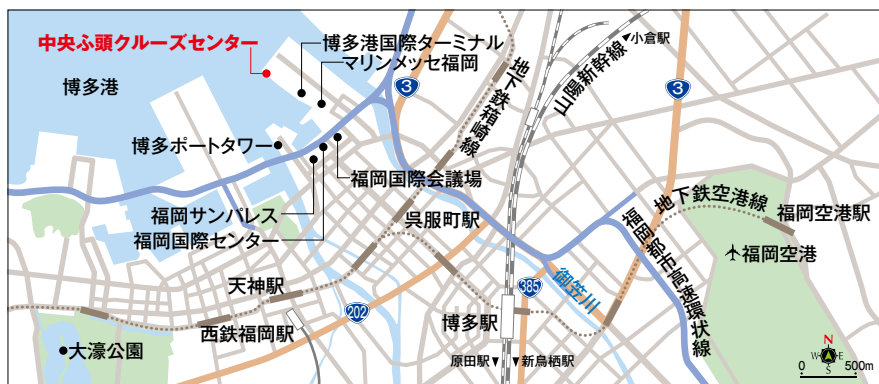 中央ふ頭クルーズセンター
博多港国際ターミナル
マリンメッセ福岡
博多港
博多ポートタワー
福岡国際会議場
福岡サンパレス
福岡国際センター
呉服町駅
地下鉄箱崎線
山陽新幹線
小倉駅
3
3
地下鉄空港線
福岡空港駅
福岡空港
福岡都市高速環状線
御笠川
385
博多駅
天神駅
202
西鉄福岡駅
大濠公園
原田駅
新鳥栖駅
N
W
E
S
0 500m